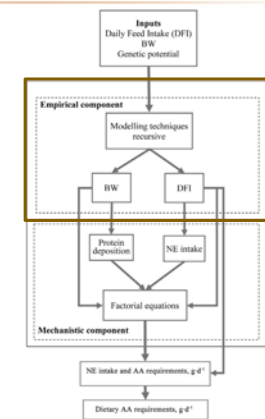 Inputs
Daily Feed Intake (DFI)
BW
Genetic potential
Empirical component
Modelling techniques
recursive
BW
DFI
Protein
deposition
NE intake
Factorial equations
Mechanistic component
NE intake and AA requirements, g·d⁻¹
Dietary AA requirements, g·d⁻¹